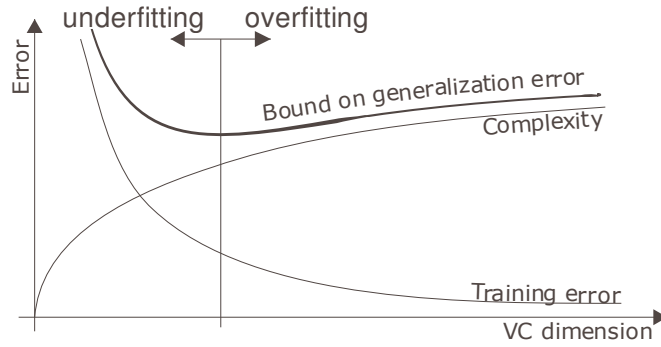 underfitting overfitting
Error
Bound on generalization error
Complexity
Training error
VC dimension